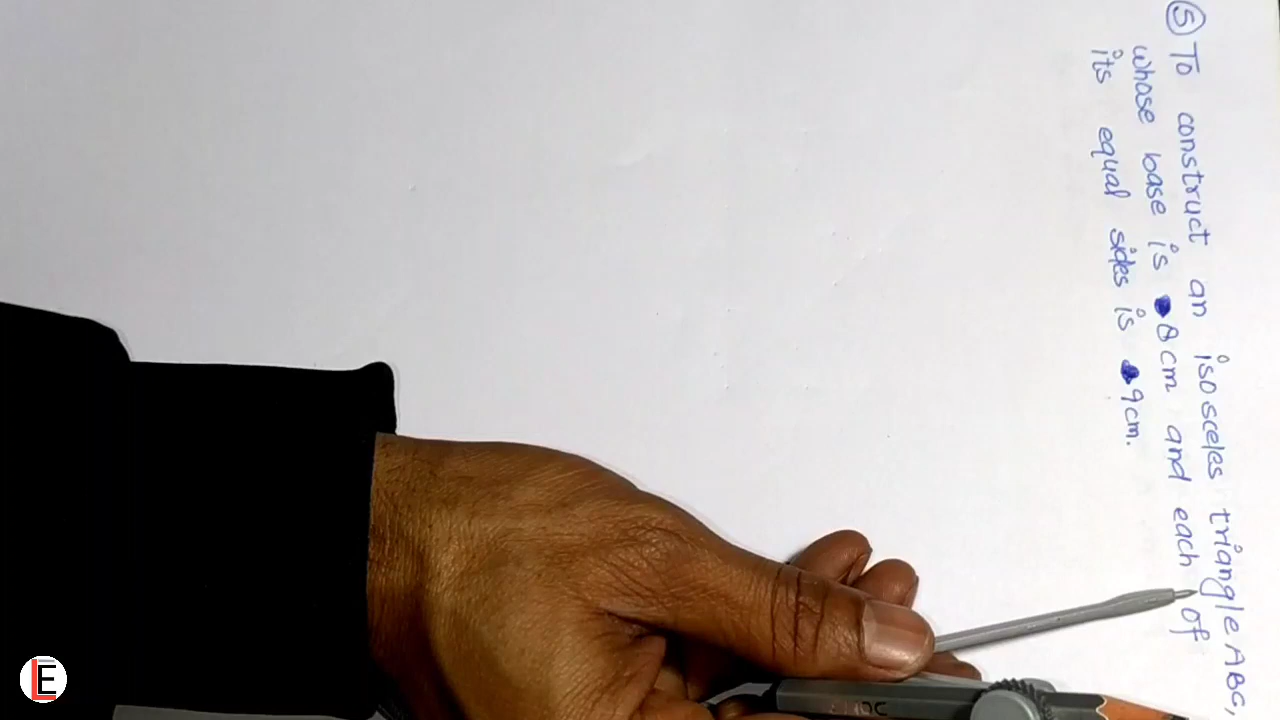 ⑤ To construct an isosceles triangle ABC,
whose base is 8cm and each of
its equal sides is 9cm.
LE